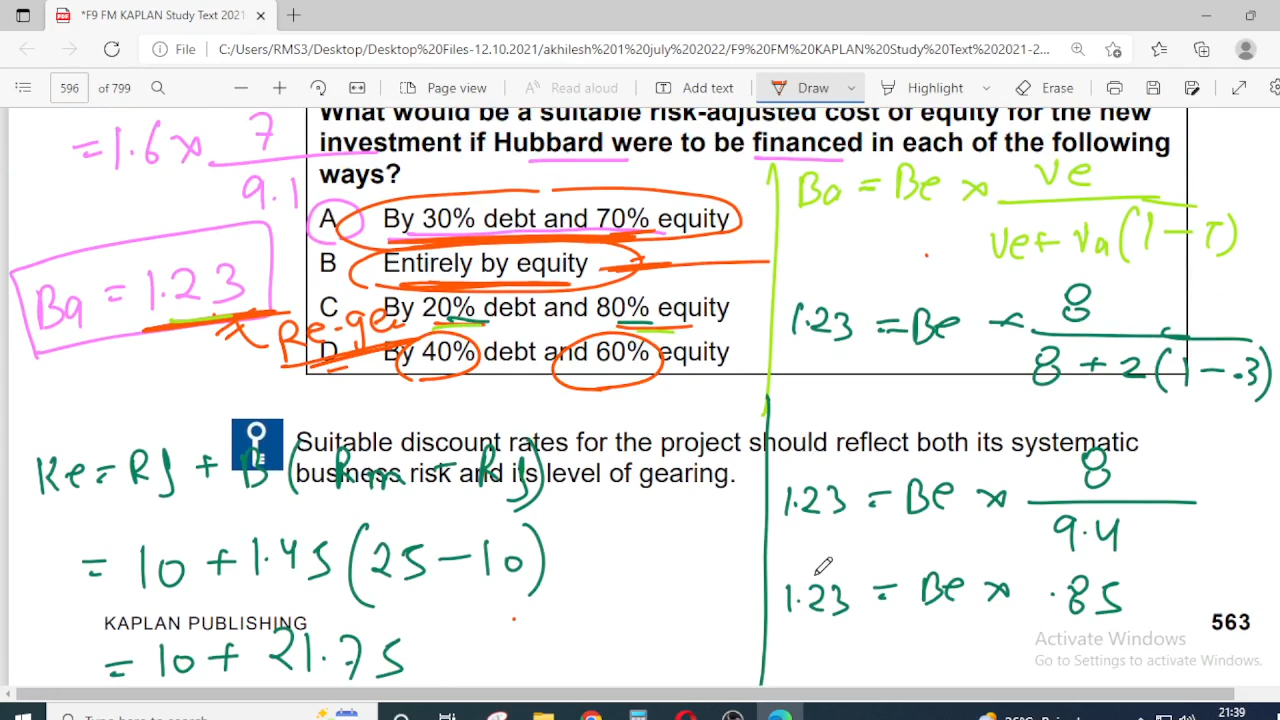 *F9 FM KAPLAN Study Text 2021
File C:/Users/RMS3/Desktop/Desktop%20Files-12.10.2021/akhilesh%201%20july%202022/F9%20FM%20KAPLAN%20Study%20Text%202021-2...
596 of 799 Page view Read aloud Add text Draw Highlight Erase
What would be a suitable risk-adjusted cost of equity for the new
investment if Hubbard were to be financed in each of the following
ways?
A By 30% debt and 70% equity
B Entirely by equity
C By 20% debt and 80% equity
D By 40% debt and 60% equity
= 1.6 × 7
9.1
Ba = 1.23
Re-gea
Ba = Be × Ve
Ve + Va (1 - T)
1.23 = Be × 8
8 + 2 (1 - .3)
Suitable discount rates for the project should reflect both its systematic
business risk and its level of gearing.
Ke = Rf + B (Rm - Rf)
= 10 + 1.45 (25 - 10)
= 10 + 21.75
1.23 = Be × 8
9.4
1.23 = Be × .85
KAPLAN PUBLISHING
563
Activate Windows
Go to Settings to activate Windows.
21:39